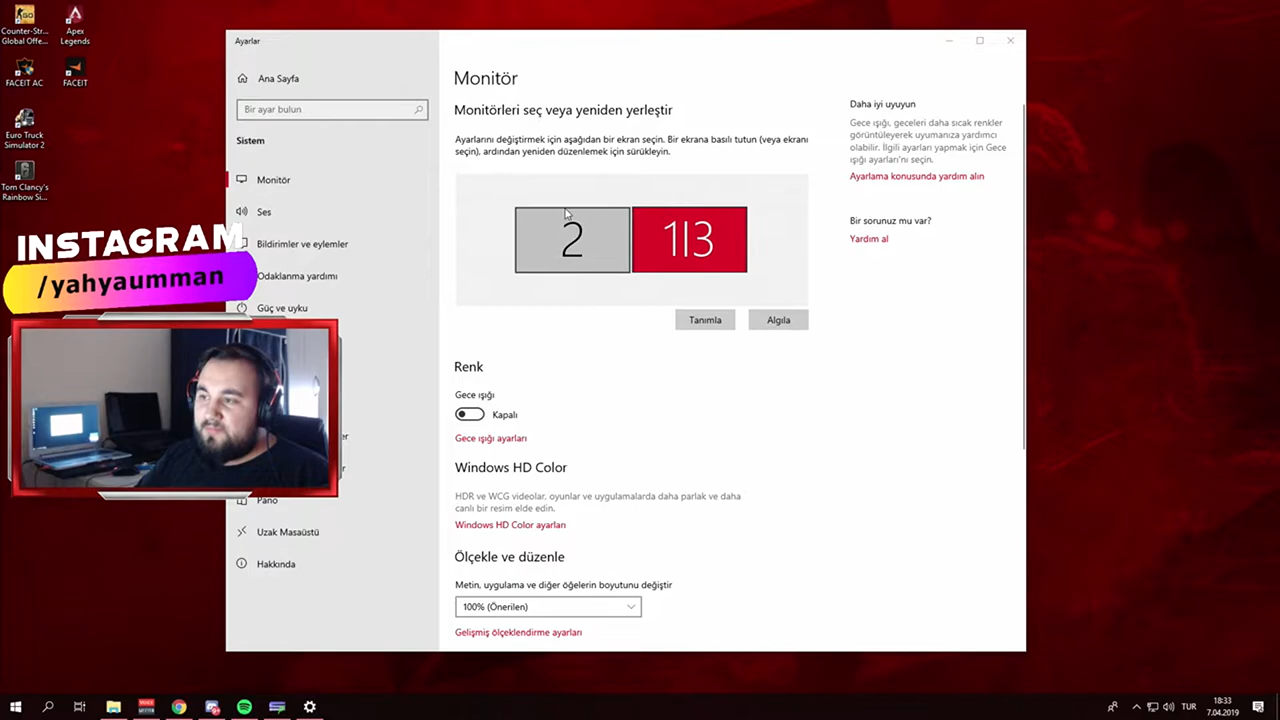 Counter-Str...
Global Offe...
Apex
Legends
FACEIT AC
FACEIT
Euro Truck
Simulator 2
Tom Clancy's
Rainbow Si...
INSTAGRAM
/yahyaumman
Ayarlar
Ana Sayfa
Bir ayar bulun
Sistem
Monitör
Ses
Bildirimler ve eylemler
Odaklanma yardımı
Güç ve uyku
Pano
Uzak Masaüstü
Hakkında
Monitör
Monitörleri seç veya yeniden yerleştir
Ayarlarını değiştirmek için aşağıdan bir ekran seçin. Bir ekrana basılı tutun (veya ekranı
seçin), ardından yeniden düzenlemek için sürükleyin.
2
1|3
Tanımla
Algıla
Renk
Gece ışığı
Kapalı
Gece ışığı ayarları
Windows HD Color
HDR ve WCG videolar, oyunlar ve uygulamalarda daha parlak ve daha
canlı bir resim elde edin.
Windows HD Color ayarları
Ölçekle ve düzenle
Metin, uygulama ve diğer öğelerin boyutunu değiştir
100% (Önerilen)
Gelişmiş ölçeklendirme ayarları
Daha iyi uyuyun
Gece ışığı, geceleri daha sıcak renkler
görüntüleyerek uyumanıza yardımcı
olabilir. İlgili ayarları yapmak için Gece
ışığı ayarları'nı seçin.
Ayarlama konusunda yardım alın
Bir sorunuz mu var?
Yardım al
TUR
18:33
7.04.2019